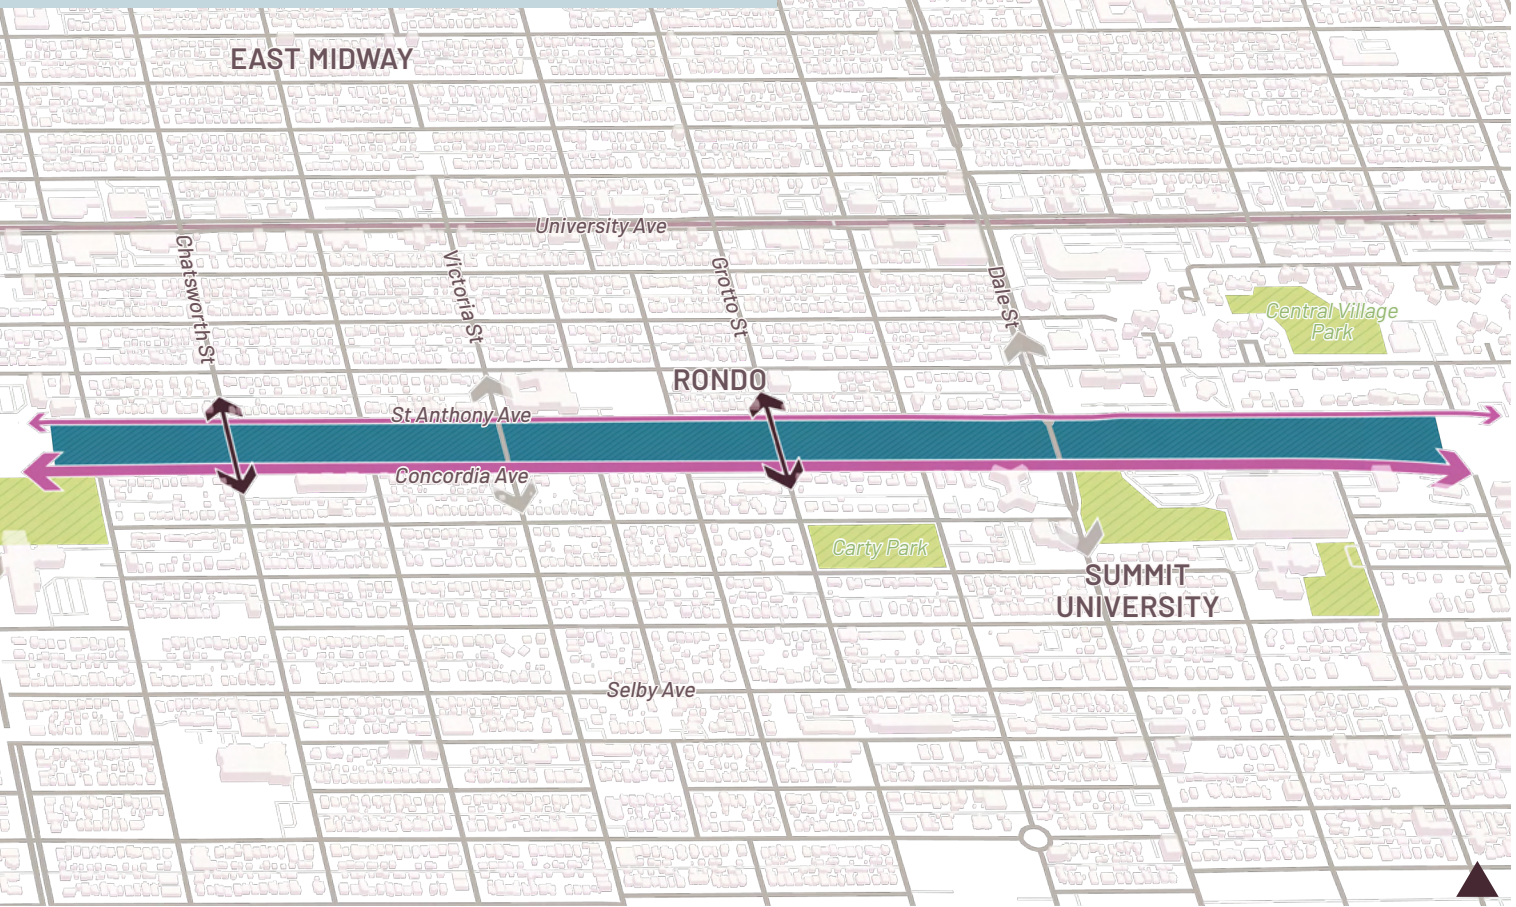 EAST MIDWAY
University Ave
Chatsworth St
Victoria St
Grotto St
Dale St
Central Village
Park
RONDO
St Anthony Ave
Concordia Ave
Carty Park
SUMMIT
UNIVERSITY
Selby Ave